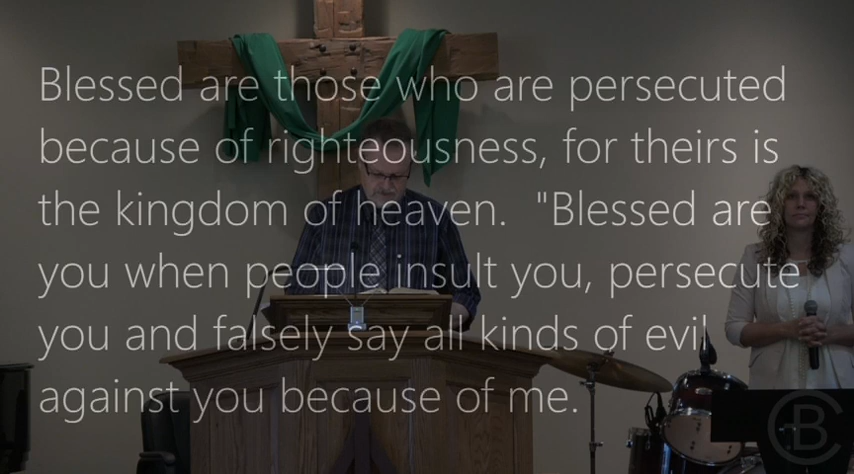 Blessed are those who are persecuted
because of righteousness, for theirs is
the kingdom of heaven.  "Blessed are
you when people insult you, persecute
you and falsely say all kinds of evil
against you because of me.
CB